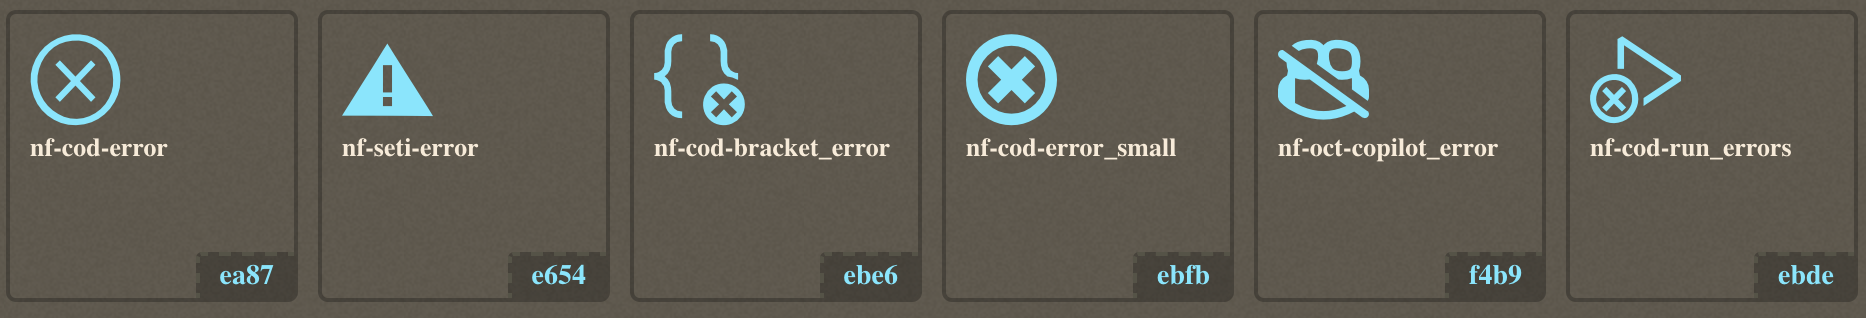 nf-cod-error
ea87
nf-seti-error
e654
nf-cod-bracket_error
ebe6
nf-cod-error_small
ebfb
nf-oct-copilot_error
f4b9
nf-cod-run_errors
ebde